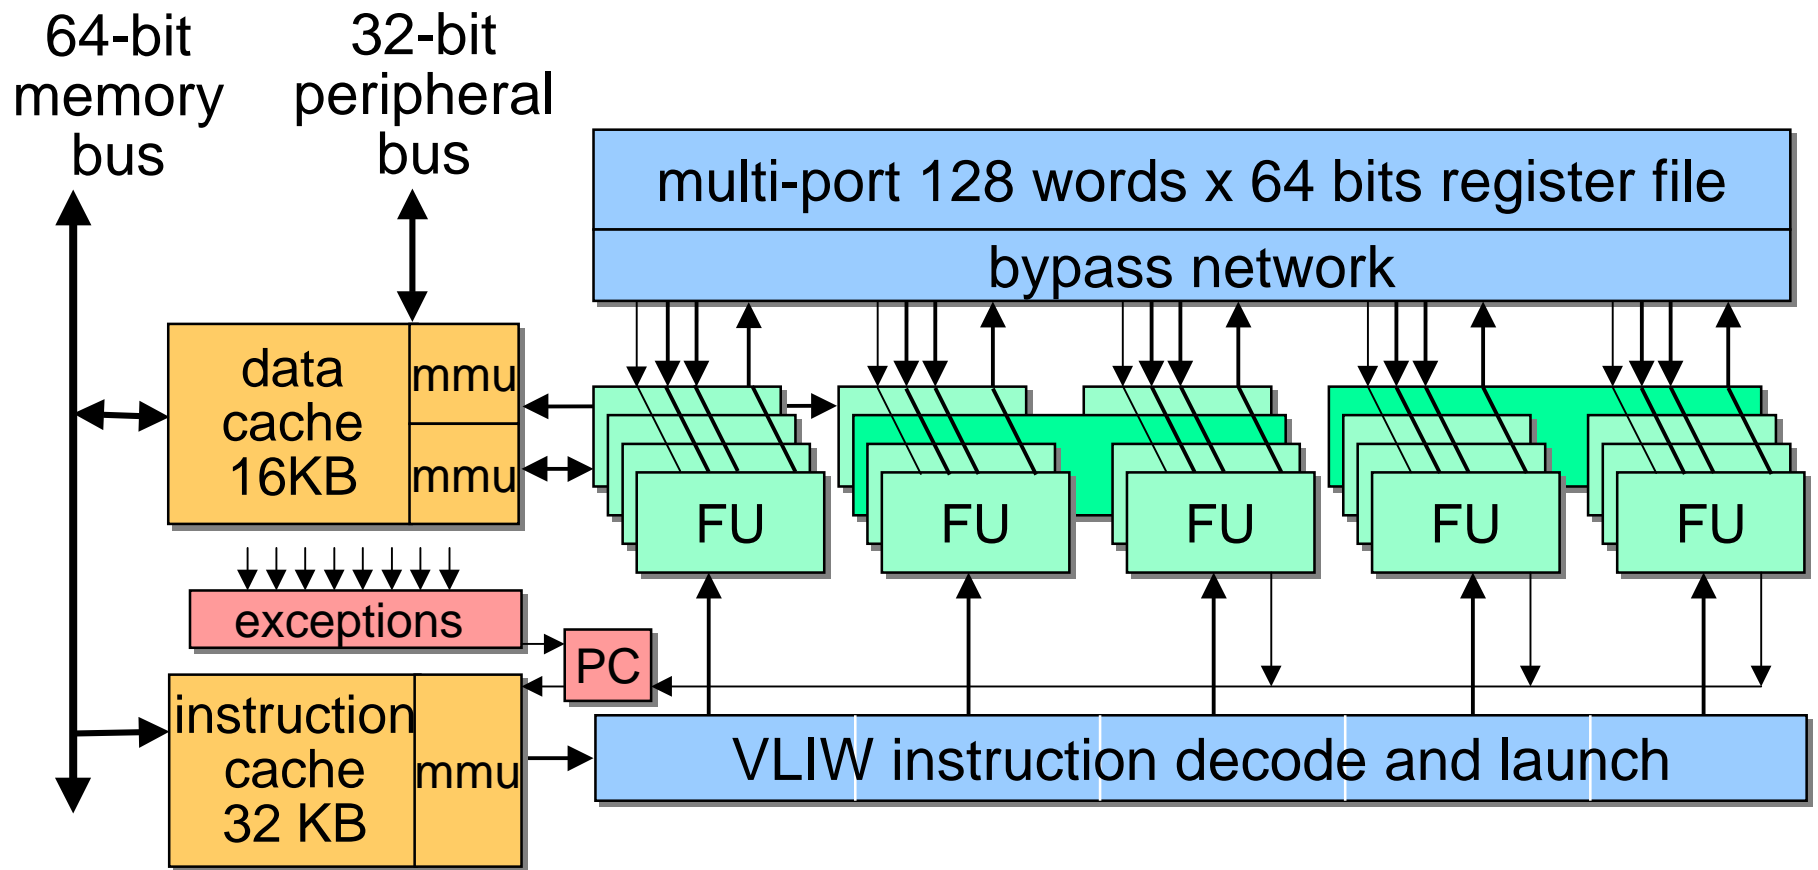 64-bit
memory
bus
32-bit
peripheral
bus
multi-port 128 words x 64 bits register file
bypass network
data
cache
16KB
mmu
mmu
FU
FU
FU
FU
FU
exceptions
PC
instruction
cache
32 KB
mmu
VLIW instruction decode and launch